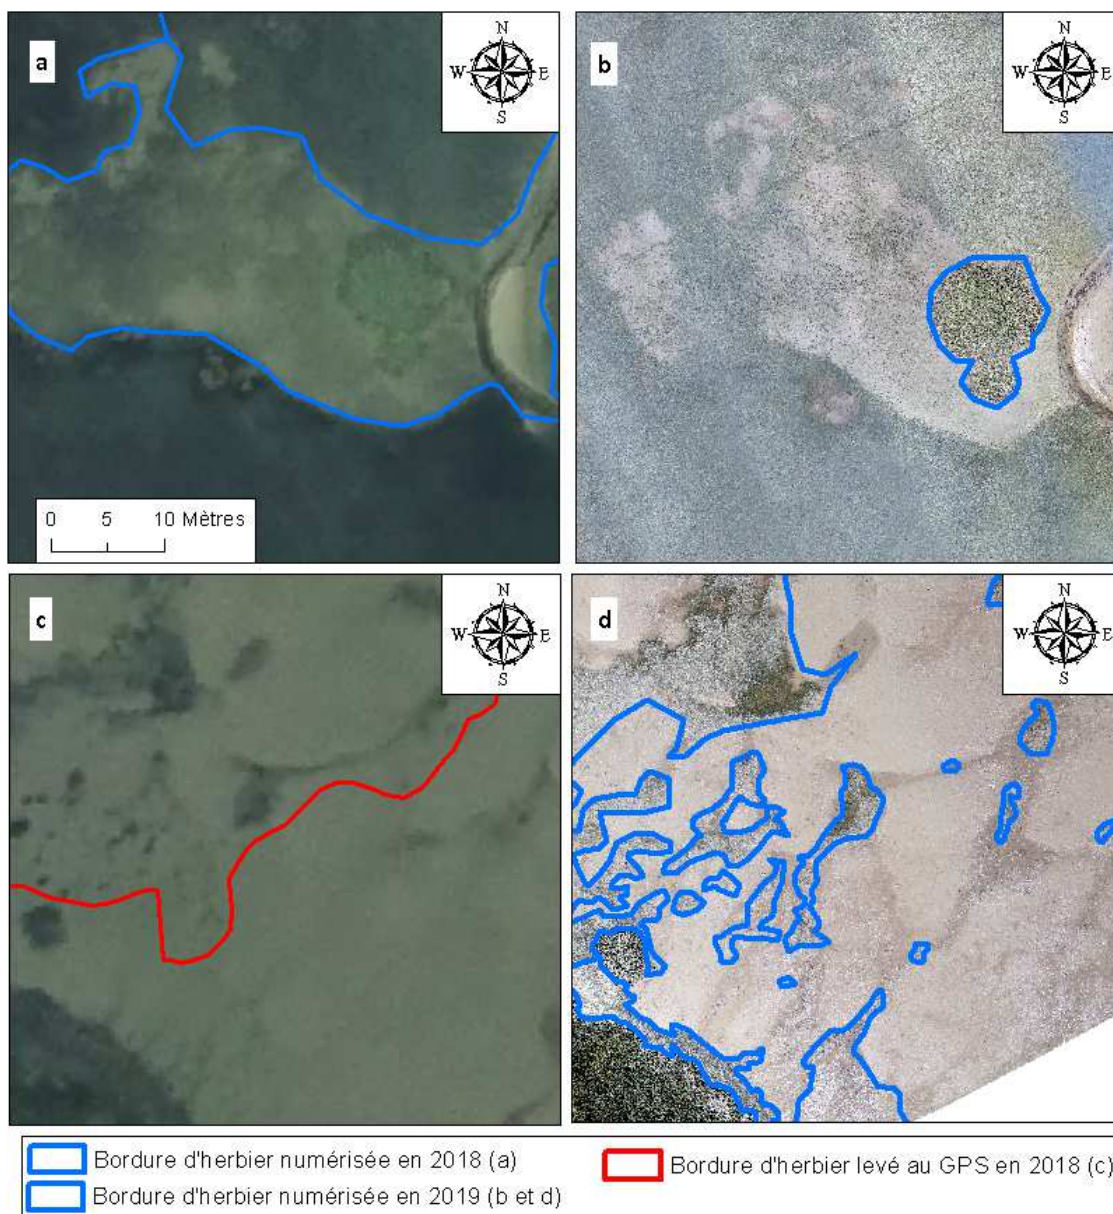 a
N
W
E
S
b
N
W
E
S
0 5 10 Mètres
c
N
W
E
S
d
N
W
E
S
Bordure d'herbier numérisée en 2018 (a)
Bordure d'herbier levé au GPS en 2018 (c)
Bordure d'herbier numérisée en 2019 (b et d)